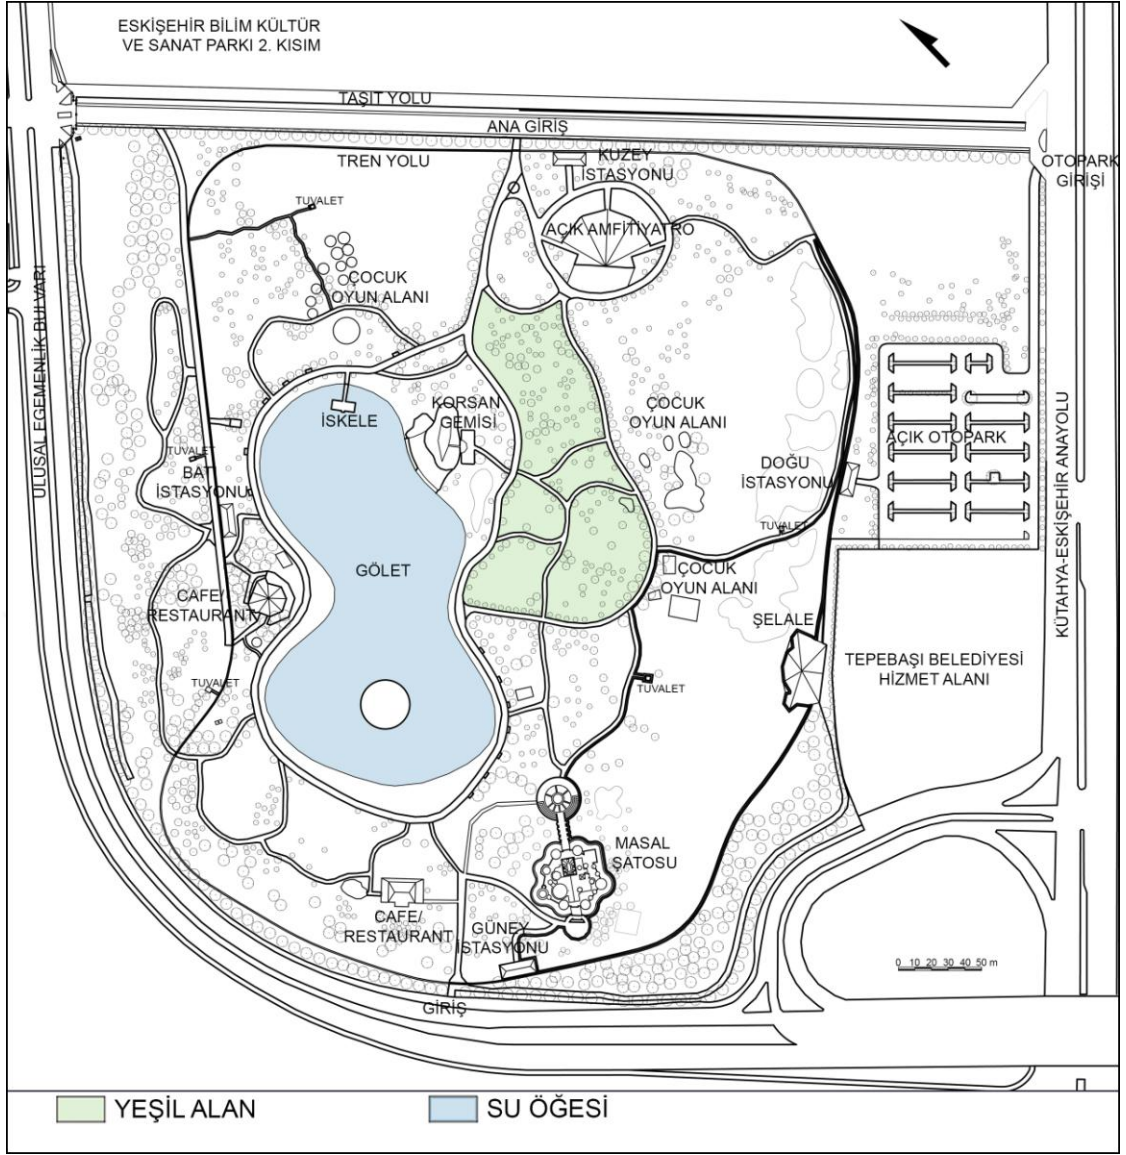 ESKİŞEHİR BİLİM KÜLTÜR
VE SANAT PARKI 2. KISIM
TAŞIT YOLU
ANA GİRİŞ
TREN YOLU
KUZEY
İSTASYONU
OTOPARK
GİRİŞİ
TUVALET
AÇIK AMFİTİYATRO
ULUSAL EGEMENLİK BULVARI
ÇOCUK
OYUN ALANI
İSKELE
KORSAN
GEMİSİ
ÇOCUK
OYUN ALANI
AÇIK OTOPARK
KÜTAHYA-ESKİŞEHİR ANAYOLU
TUVALET
BATI
İSTASYONU
DOĞU
İSTASYONU
TUVALET
GÖLET
ÇOCUK
OYUN ALANI
CAFE/
RESTAURANT
ŞELALE
TEPEBAŞI BELEDİYESİ
HİZMET ALANI
TUVALET
TUVALET
MASAL
ŞATOSU
CAFE/
RESTAURANT
GÜNEY
İSTASYONU
0 10 20 30 40 50 m
GİRİŞ
YEŞİL ALAN
SU ÖĞESİ